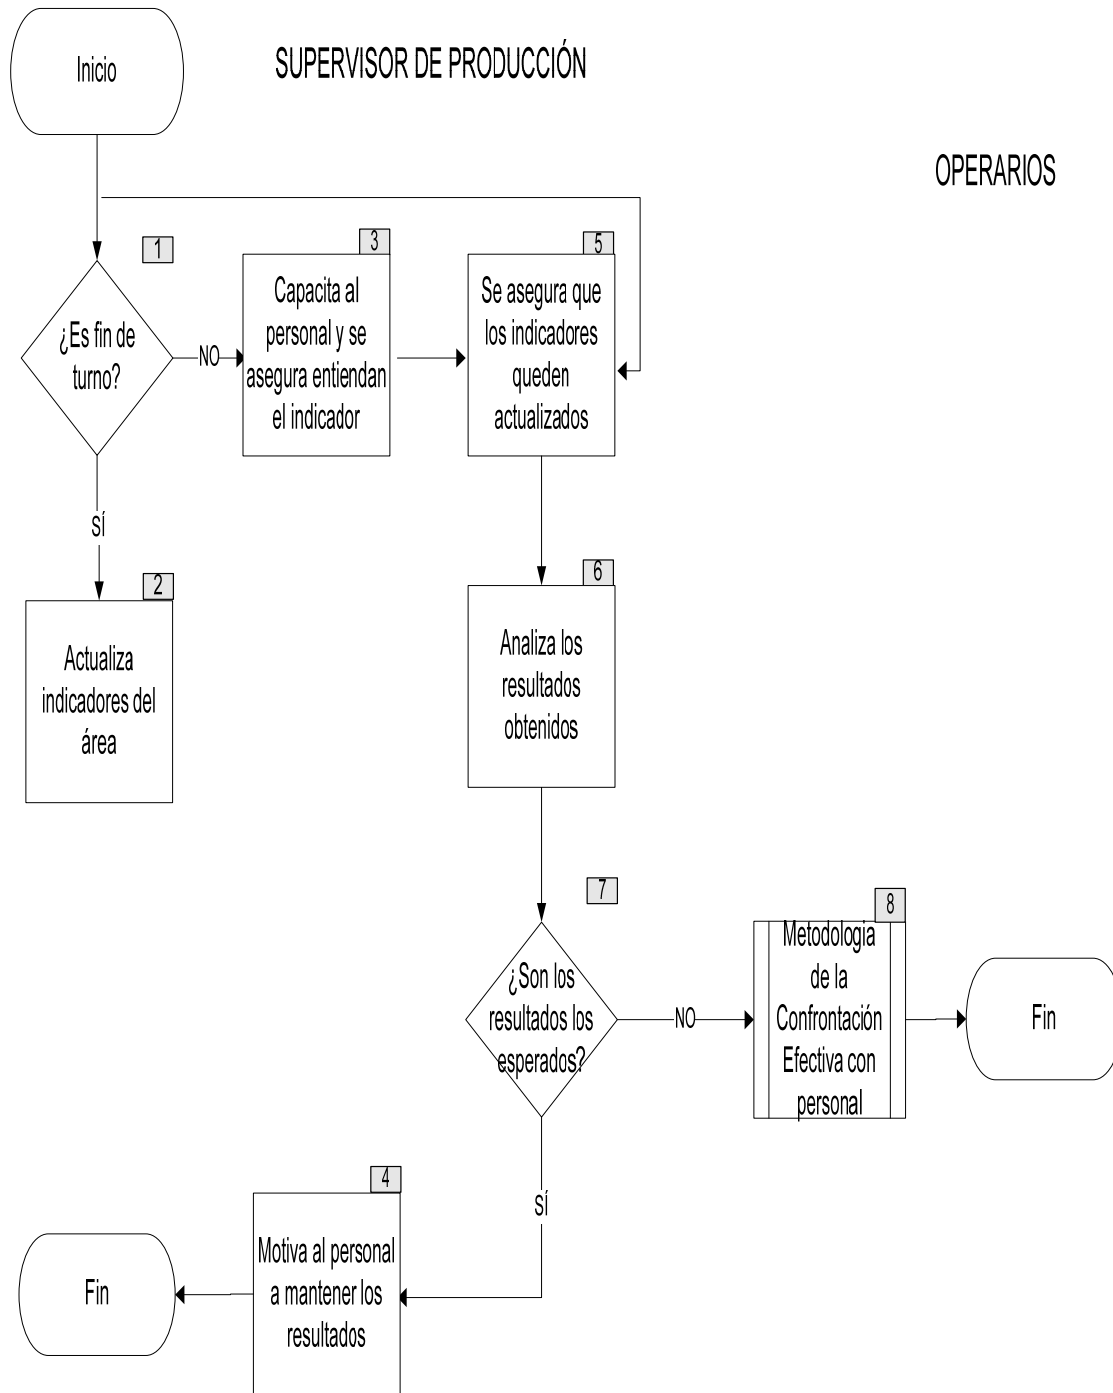 Inicio
SUPERVISOR DE PRODUCCIÓN
OPERARIOS
1
¿Es fin de
turno?
NO
3
Capacita al
personal y se
asegura entiendan
el indicador
5
Se asegura que
los indicadores
queden
actualizados
SÍ
2
Actualiza
indicadores del
área
6
Analiza los
resultados
obtenidos
7
¿Son los
resultados los
esperados?
NO
8
Metodologia
de la
Confrontación
Efectiva con
personal
Fin
SÍ
4
Motiva al personal
a mantener los
resultados
Fin